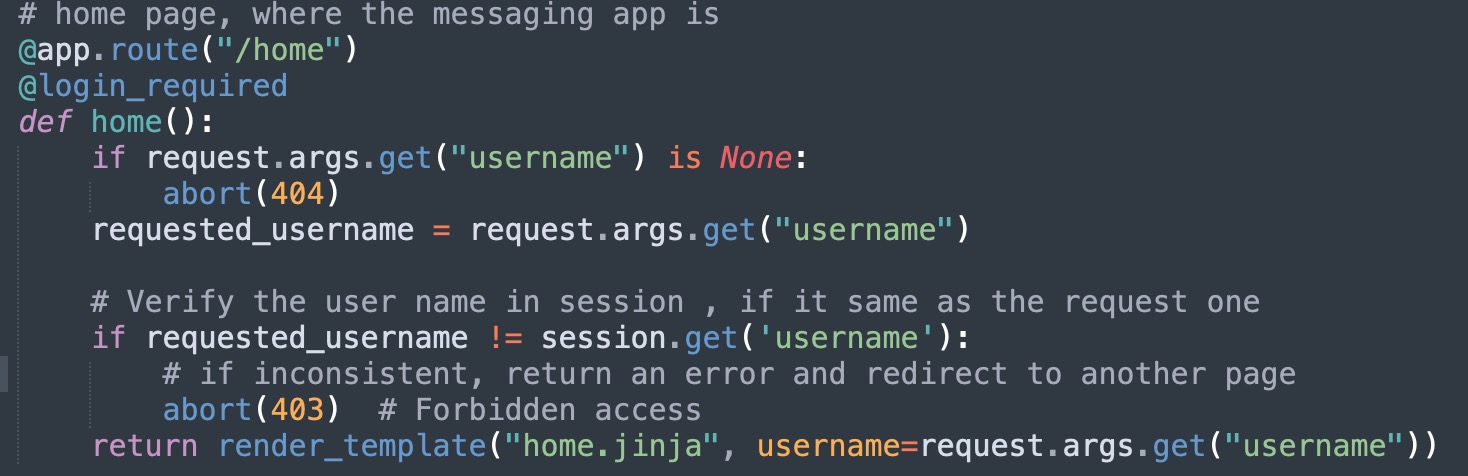 # home page, where the messaging app is
@app.route("/home")
@login_required
def home():
    if request.args.get("username") is None:
        abort(404)
    requested_username = request.args.get("username")

    # Verify the user name in session , if it same as the request one
    if requested_username != session.get('username'):
        # if inconsistent, return an error and redirect to another page
        abort(403)  # Forbidden access
    return render_template("home.jinja", username=request.args.get("username"))